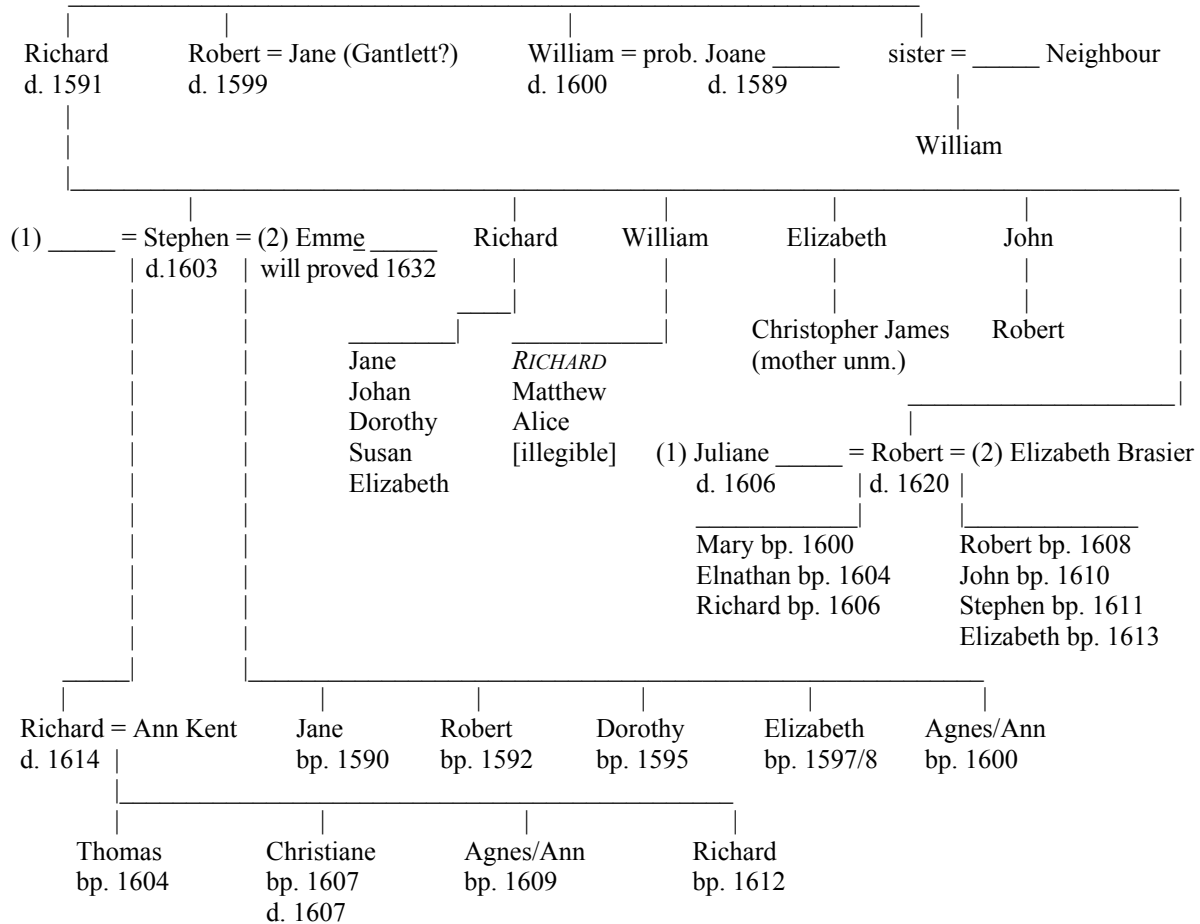 Richard Robert = Jane (Gantlett?) William = prob. Joane _____ sister = _____ Neighbour
d. 1591 d. 1599 d. 1600 d. 1589
William
(1) _____ = Stephen = (2) Emme _____ Richard William Elizabeth John
d.1603 will proved 1632
Christopher James Robert
(mother unm.)
Jane RICHARD
Johan Matthew
Dorothy Alice
Susan [illegible] (1) Juliane _____ = Robert = (2) Elizabeth Brasier
Elizabeth d. 1606 d. 1620
Mary bp. 1600 Robert bp. 1608
Elnathan bp. 1604 John bp. 1610
Richard bp. 1606 Stephen bp. 1611
Elizabeth bp. 1613
Richard = Ann Kent Jane Robert Dorothy Elizabeth Agnes/Ann
d. 1614 bp. 1590 bp. 1592 bp. 1595 bp. 1597/8 bp. 1600
Thomas Christiane Agnes/Ann Richard
bp. 1604 bp. 1607 bp. 1609 bp. 1612
d. 1607